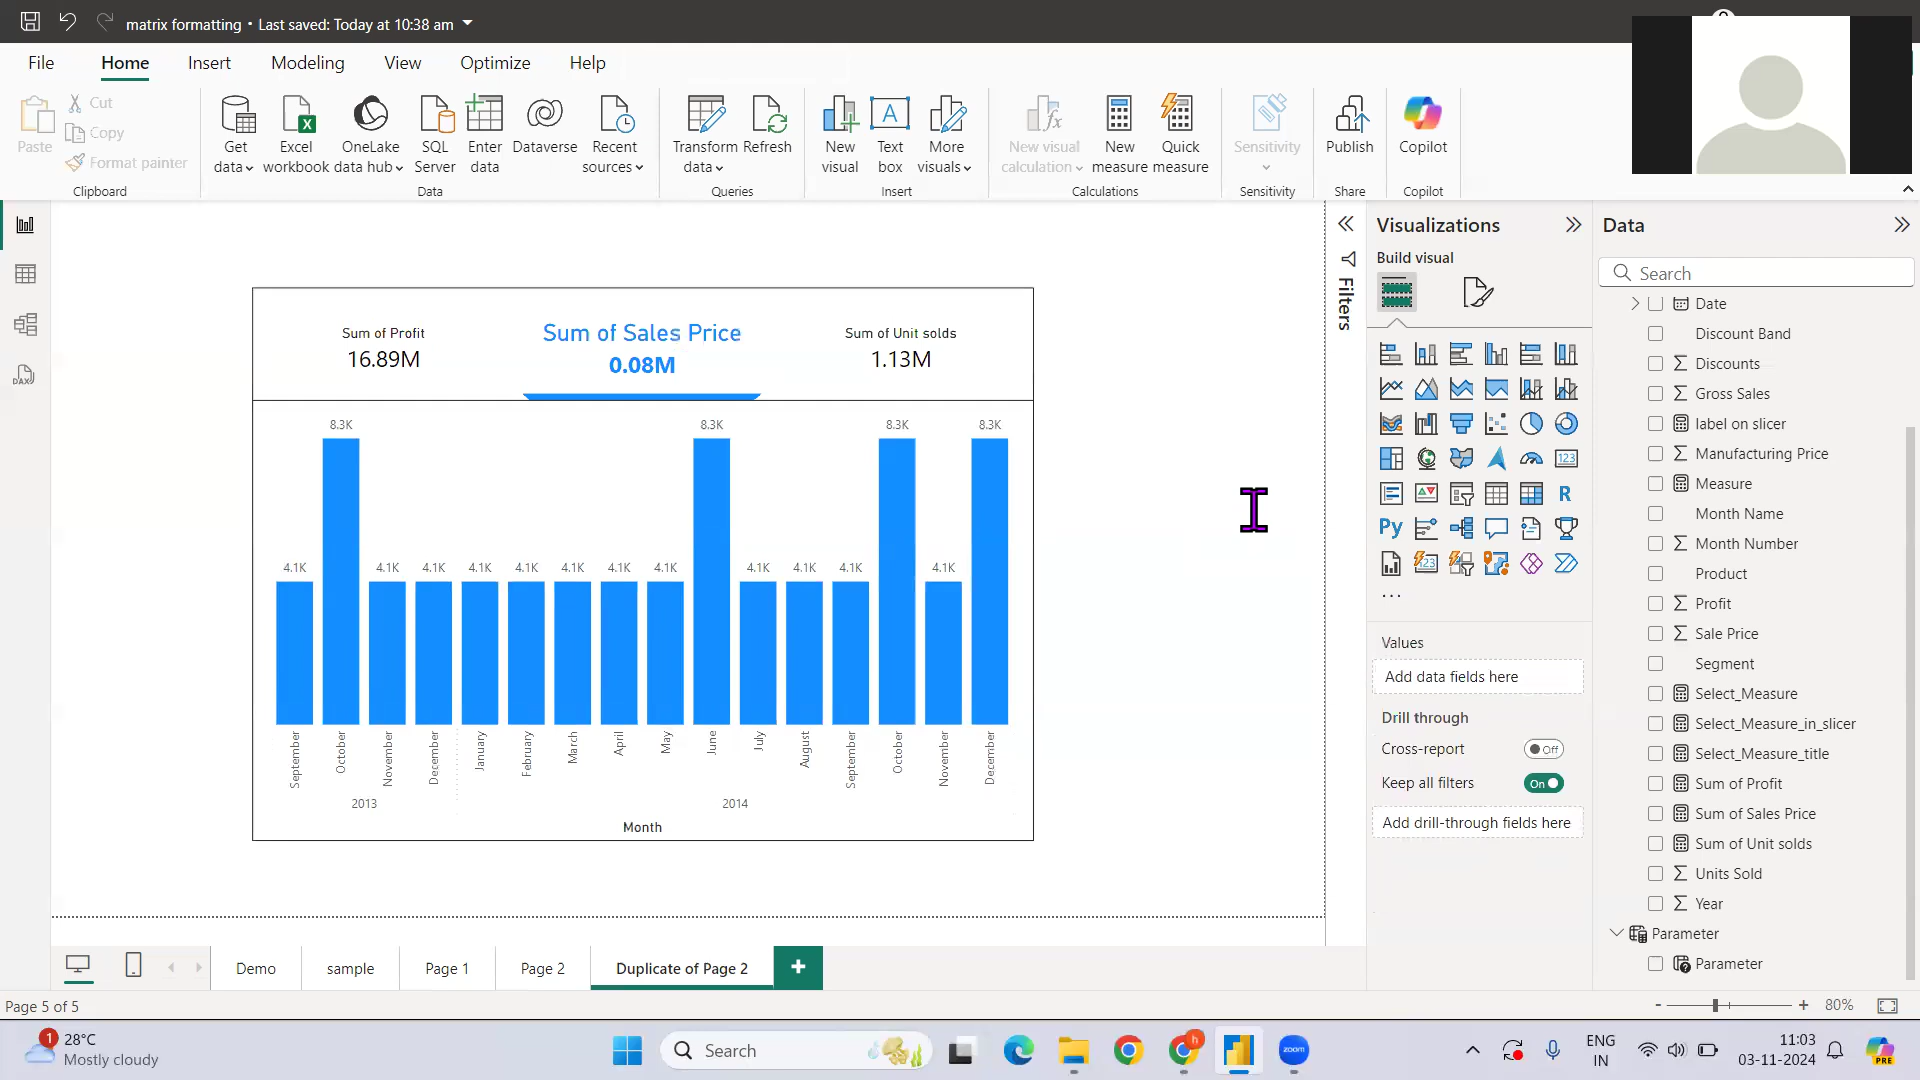 matrix formatting • Last saved: Today at 10:38 am
File Home Insert Modeling View Optimize Help
Paste
Cut
Copy
Format painter
Clipboard
Get data
Excel workbook
OneLake data hub
SQL Server
Enter data
Dataverse
Recent sources
Data
Transform data
Refresh
Queries
New visual
Text box
More visuals
Insert
New visual calculation
New measure
Quick measure
Calculations
Sensitivity
Sensitivity
Publish
Share
Copilot
Copilot
DAX
Sum of Profit
16.89M
Sum of Sales Price
0.08M
Sum of Unit solds
1.13M
4.1K 8.3K 4.1K 4.1K 4.1K 4.1K 4.1K 4.1K 4.1K 8.3K 4.1K 4.1K 4.1K 8.3K 4.1K 8.3K
September October November December January February March April May June July August September October November December
2013 2014
Month
Filters
Visualizations
Build visual
123
R
Py
123
...
Values
Add data fields here
Drill through
Cross-report Off
Keep all filters On
Add drill-through fields here
Data
Search
Date
Discount Band
Discounts
Gross Sales
label on slicer
Manufacturing Price
Measure
Month Name
Month Number
Product
Profit
Sale Price
Segment
Select_Measure
Select_Measure_in_slicer
Select_Measure_title
Sum of Profit
Sum of Sales Price
Sum of Unit solds
Units Sold
Year
Parameter
Parameter
Demo sample Page 1 Page 2 Duplicate of Page 2 +
Page 5 of 5
- + 80%
1
28°C
Mostly cloudy
Search
h
zoom
ENG
IN
11:03
03-11-2024
PRE